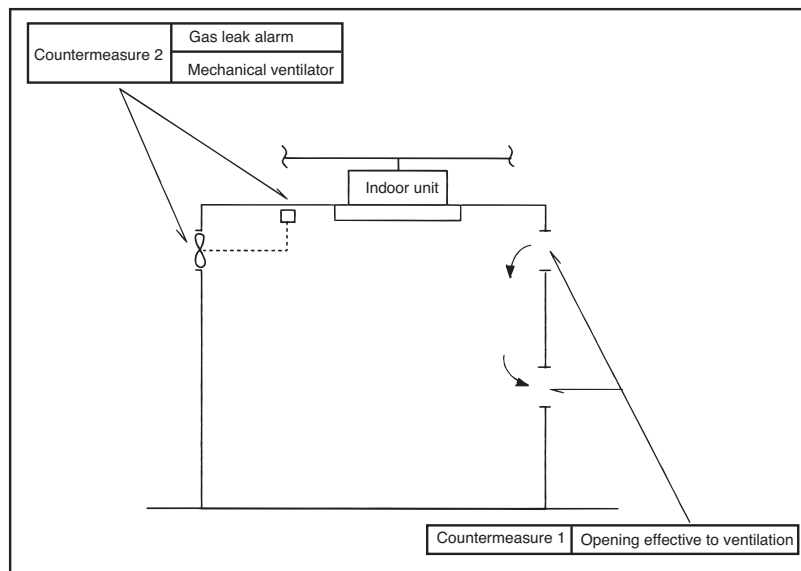 Countermeasure 2
Gas leak alarm
Mechanical ventilator
Indoor unit
Countermeasure 1
Opening effective to ventilation